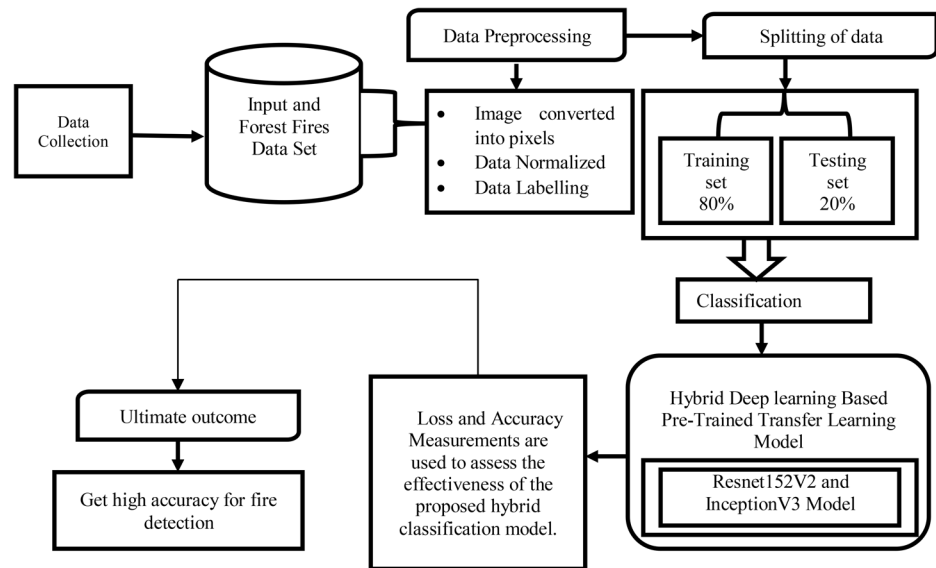 Data
Collection
Input and
Forest Fires
Data Set
Data Preprocessing
• Image converted
into pixels
• Data Normalized
• Data Labelling
Splitting of data
Training
set
80%
Testing
set
20%
Classification
Hybrid Deep learning Based
Pre-Trained Transfer Learning
Model
Resnet152V2 and
InceptionV3 Model
Loss and Accuracy
Measurements are
used to assess the
effectiveness of the
proposed hybrid
classification model.
Ultimate outcome
Get high accuracy for fire
detection